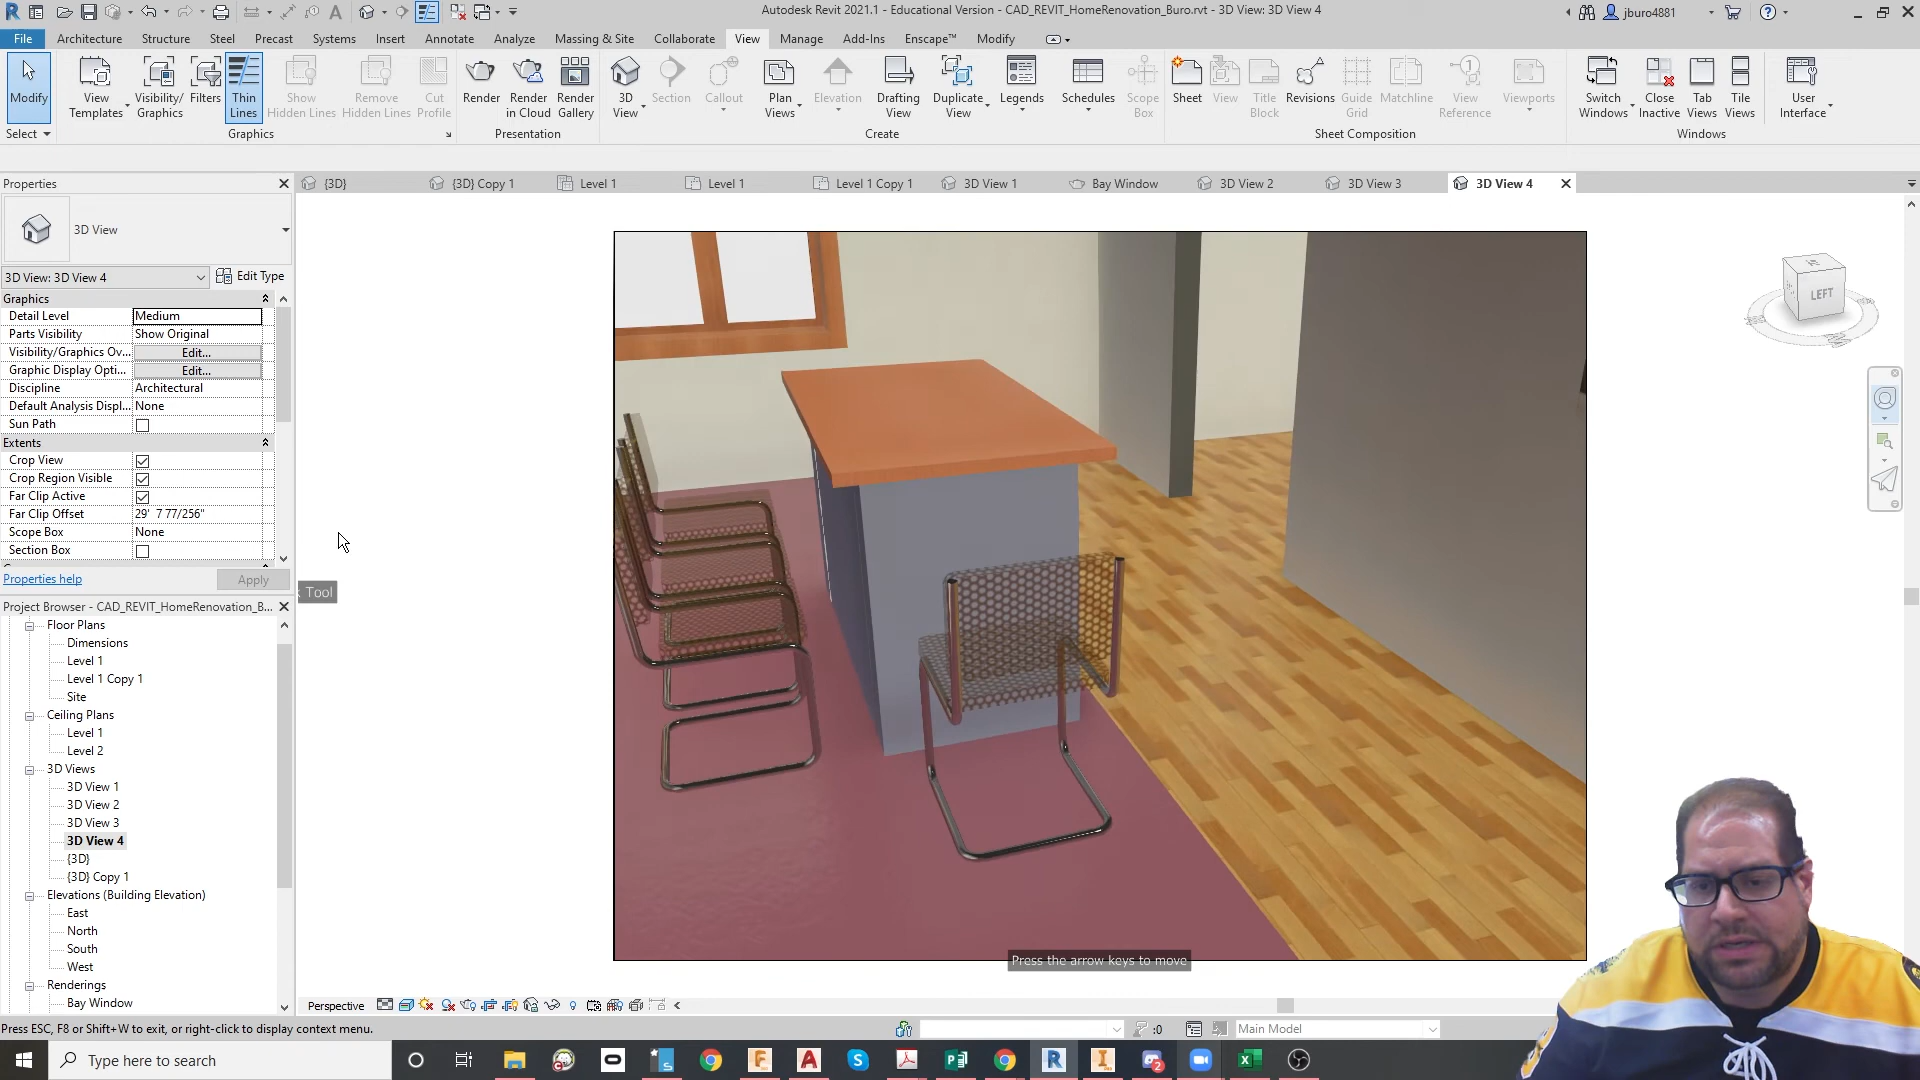 Autodesk Revit 2021.1 - Educational Version - CAD_REVIT_HomeRenovation_Buro.rvt - 3D View: 3D View 4
jburo4881
File Architecture Structure Steel Precast Systems Insert Annotate Analyze Massing & Site Collaborate View Manage Add-Ins Enscape™ Modify
Modify
View Templates
Visibility/ Graphics
Filters
Thin Lines
Show Hidden Lines
Remove Hidden Lines
Cut Profile
Render
Render in Cloud
Render Gallery
3D View
Section
Callout
Plan Views
Elevation
Drafting View
Duplicate View
Legends
Schedules
Scope Box
Sheet
View
Title Block
Revisions
Guide Grid
Matchline
View Reference
Viewports
Switch Windows
Close Inactive
Tab Views
Tile Views
User Interface
Select Graphics Presentation Create Sheet Composition Windows
Properties
{3D} {3D} Copy 1 Level 1 Level 1 Level 1 Copy 1 3D View 1 Bay Window 3D View 2 3D View 3 3D View 4
3D View
3D View: 3D View 4 Edit Type
Graphics
Detail Level Medium
Parts Visibility Show Original
Visibility/Graphics Ov... Edit...
Graphic Display Opti... Edit...
Discipline Architectural
Default Analysis Displ... None
Sun Path
Extents
Crop View
Crop Region Visible
Far Clip Active
Far Clip Offset 29' 7 77/256"
Scope Box None
Section Box
Properties help Apply
Tool
LEFT
Project Browser - CAD_REVIT_HomeRenovation_B...
Floor Plans
Dimensions
Level 1
Level 1 Copy 1
Site
Ceiling Plans
Level 1
Level 2
3D Views
3D View 1
3D View 2
3D View 3
3D View 4
{3D}
{3D} Copy 1
Elevations (Building Elevation)
East
North
South
West
Renderings
Bay Window
Press the arrow keys to move
Perspective
Press ESC, F8 or Shift+W to exit, or right-click to display context menu.
:0
Main Model
Type here to search